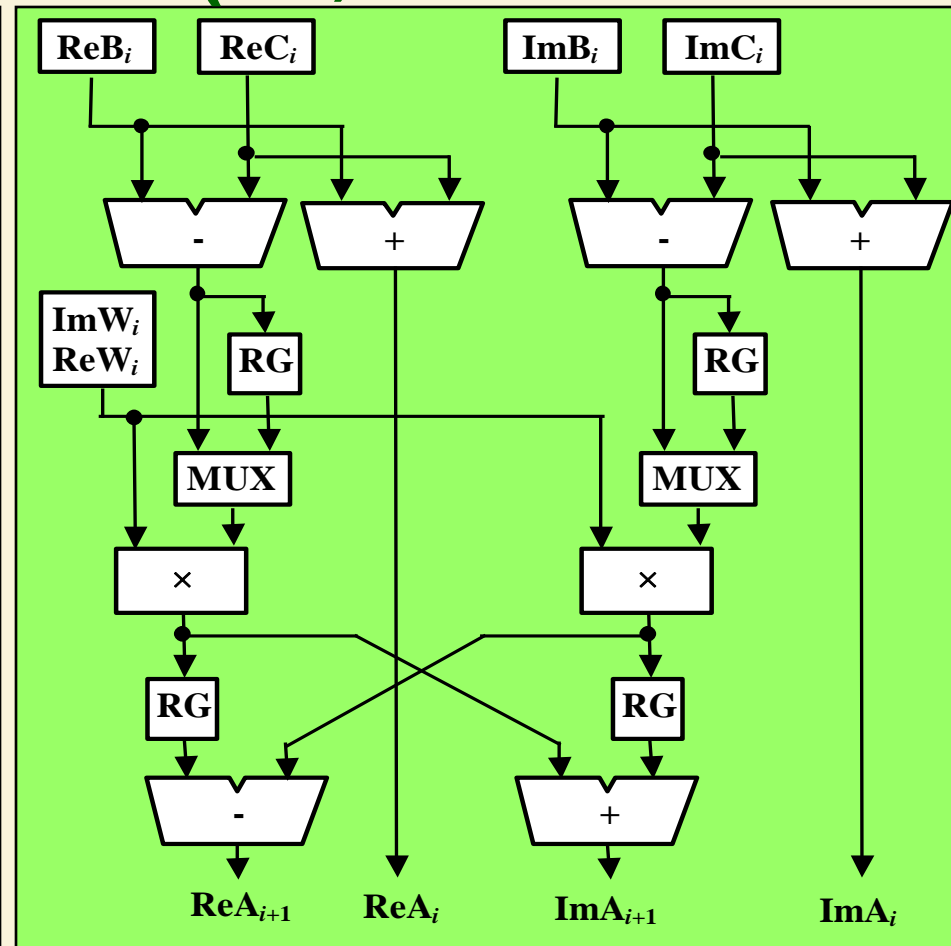 ReBi
ReCi
ImBi
ImCi
-
+
-
+
ImWi
ReWi
RG
RG
MUX
MUX
×
×
RG
RG
-
+
ReAi+1
ReAi
ImAi+1
ImAi